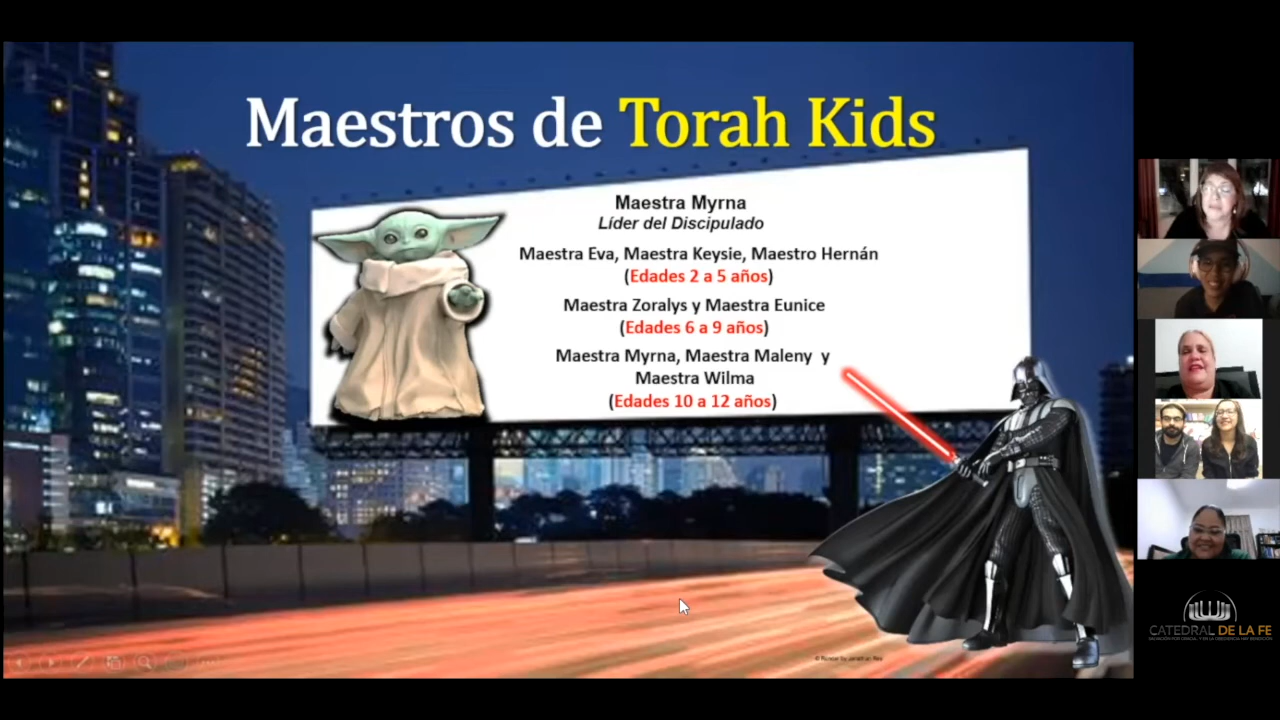 Maestros de Torah Kids
Maestra Myrna
Líder del Discipulado
Maestra Eva, Maestra Keysie, Maestro Hernán
(Edades 2 a 5 años)
Maestra Zoralys y Maestra Eunice
(Edades 6 a 9 años)
Maestra Myrna, Maestra Maleny y
Maestra Wilma
(Edades 10 a 12 años)
CATEDRAL DE LA FE